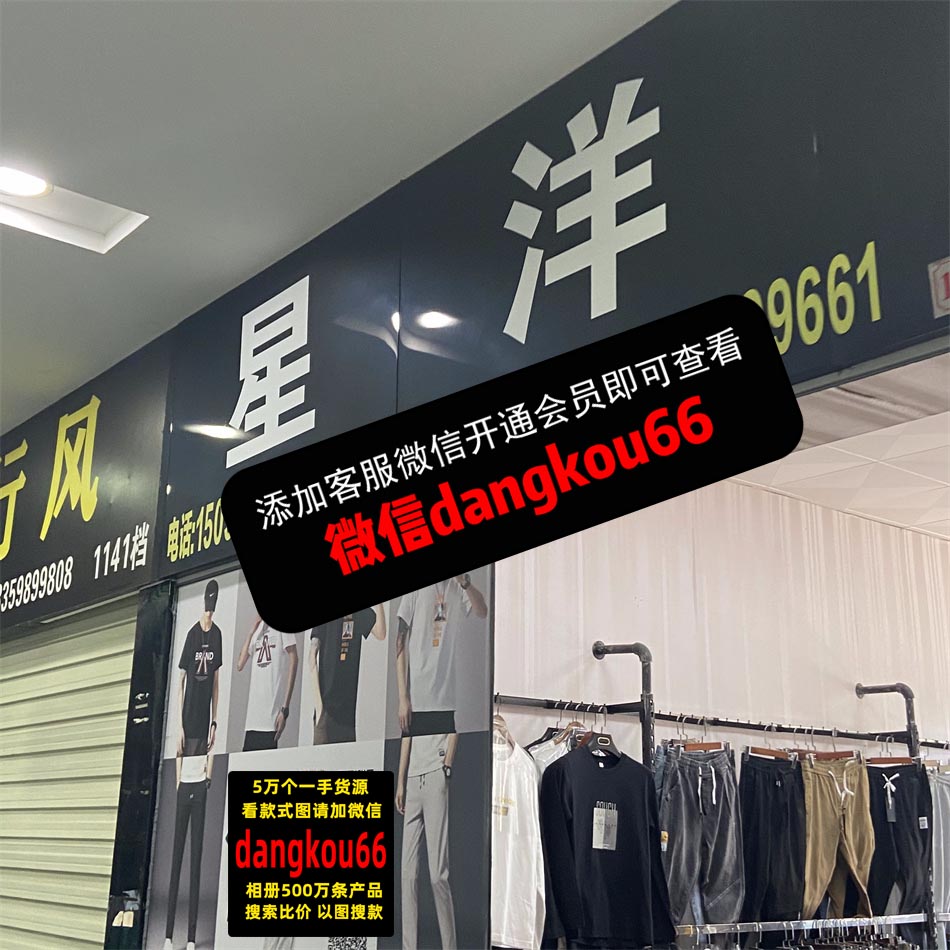 星洋
9661
添加客服微信开通会员即可查看
微信dangkou66
行风
359899808 1141档
电话:150
BRAND
5万个一手货源
看款式图请加微信
dangkou66
相册500万条产品
搜索比价 以图搜款